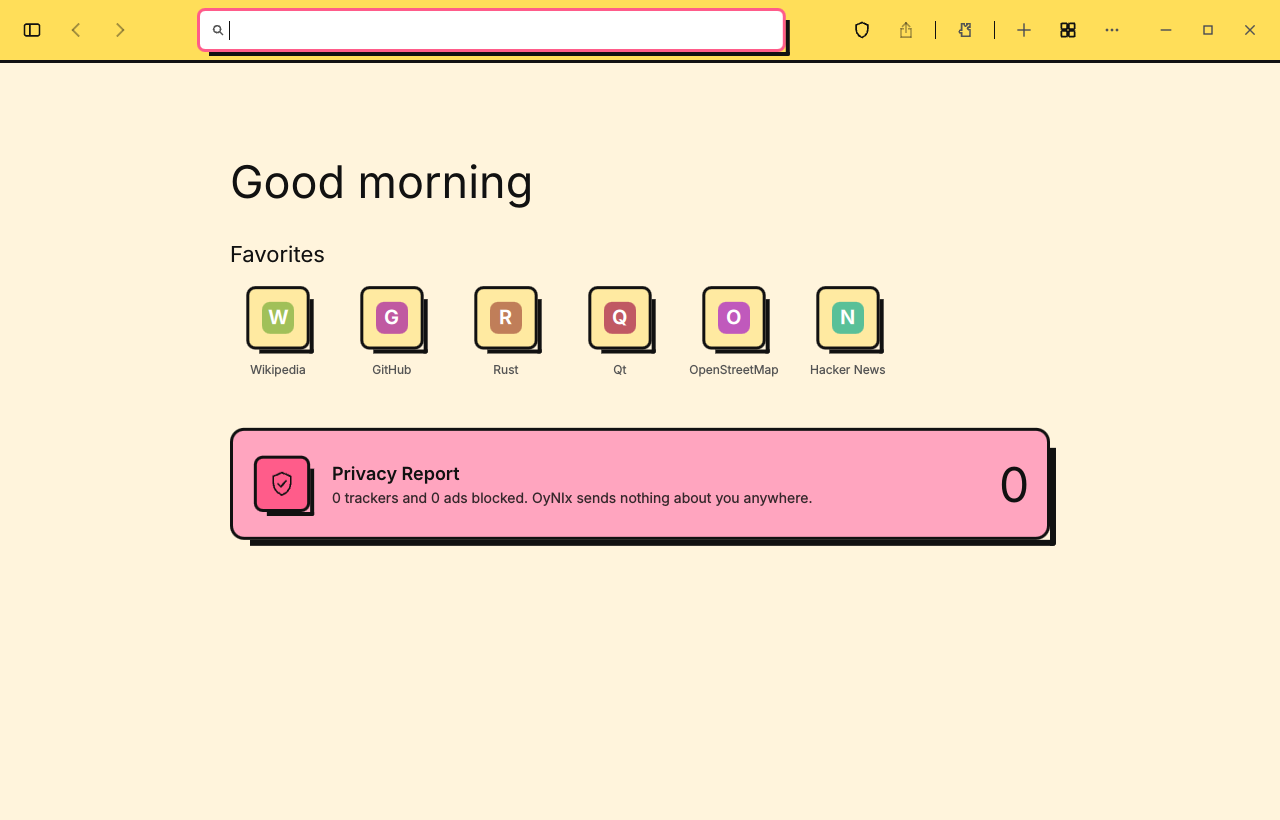 Good morning
Favorites
W G R Q O N
Wikipedia GitHub Rust Qt OpenStreetMap Hacker News
Privacy Report
0 trackers and 0 ads blocked. OyNIx sends nothing about you anywhere.
0